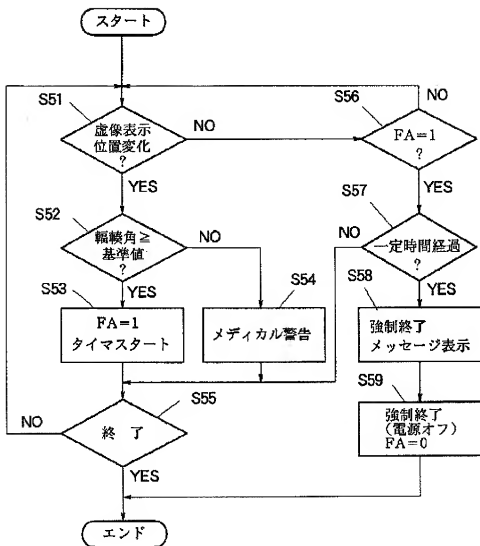 スタート
S51
虚像表示
位置変化
?
NO
YES
S56
FA=1
?
NO
YES
S52
輻輳角≧
基準値
?
NO
YES
S57
一定時間経過
?
NO
YES
S53
FA=1
タイマスタート
S54
メディカル警告
S58
強制終了
メッセージ表示
S55
終 了
NO
YES
S59
強制終了
(電源オフ)
FA=0
エンド